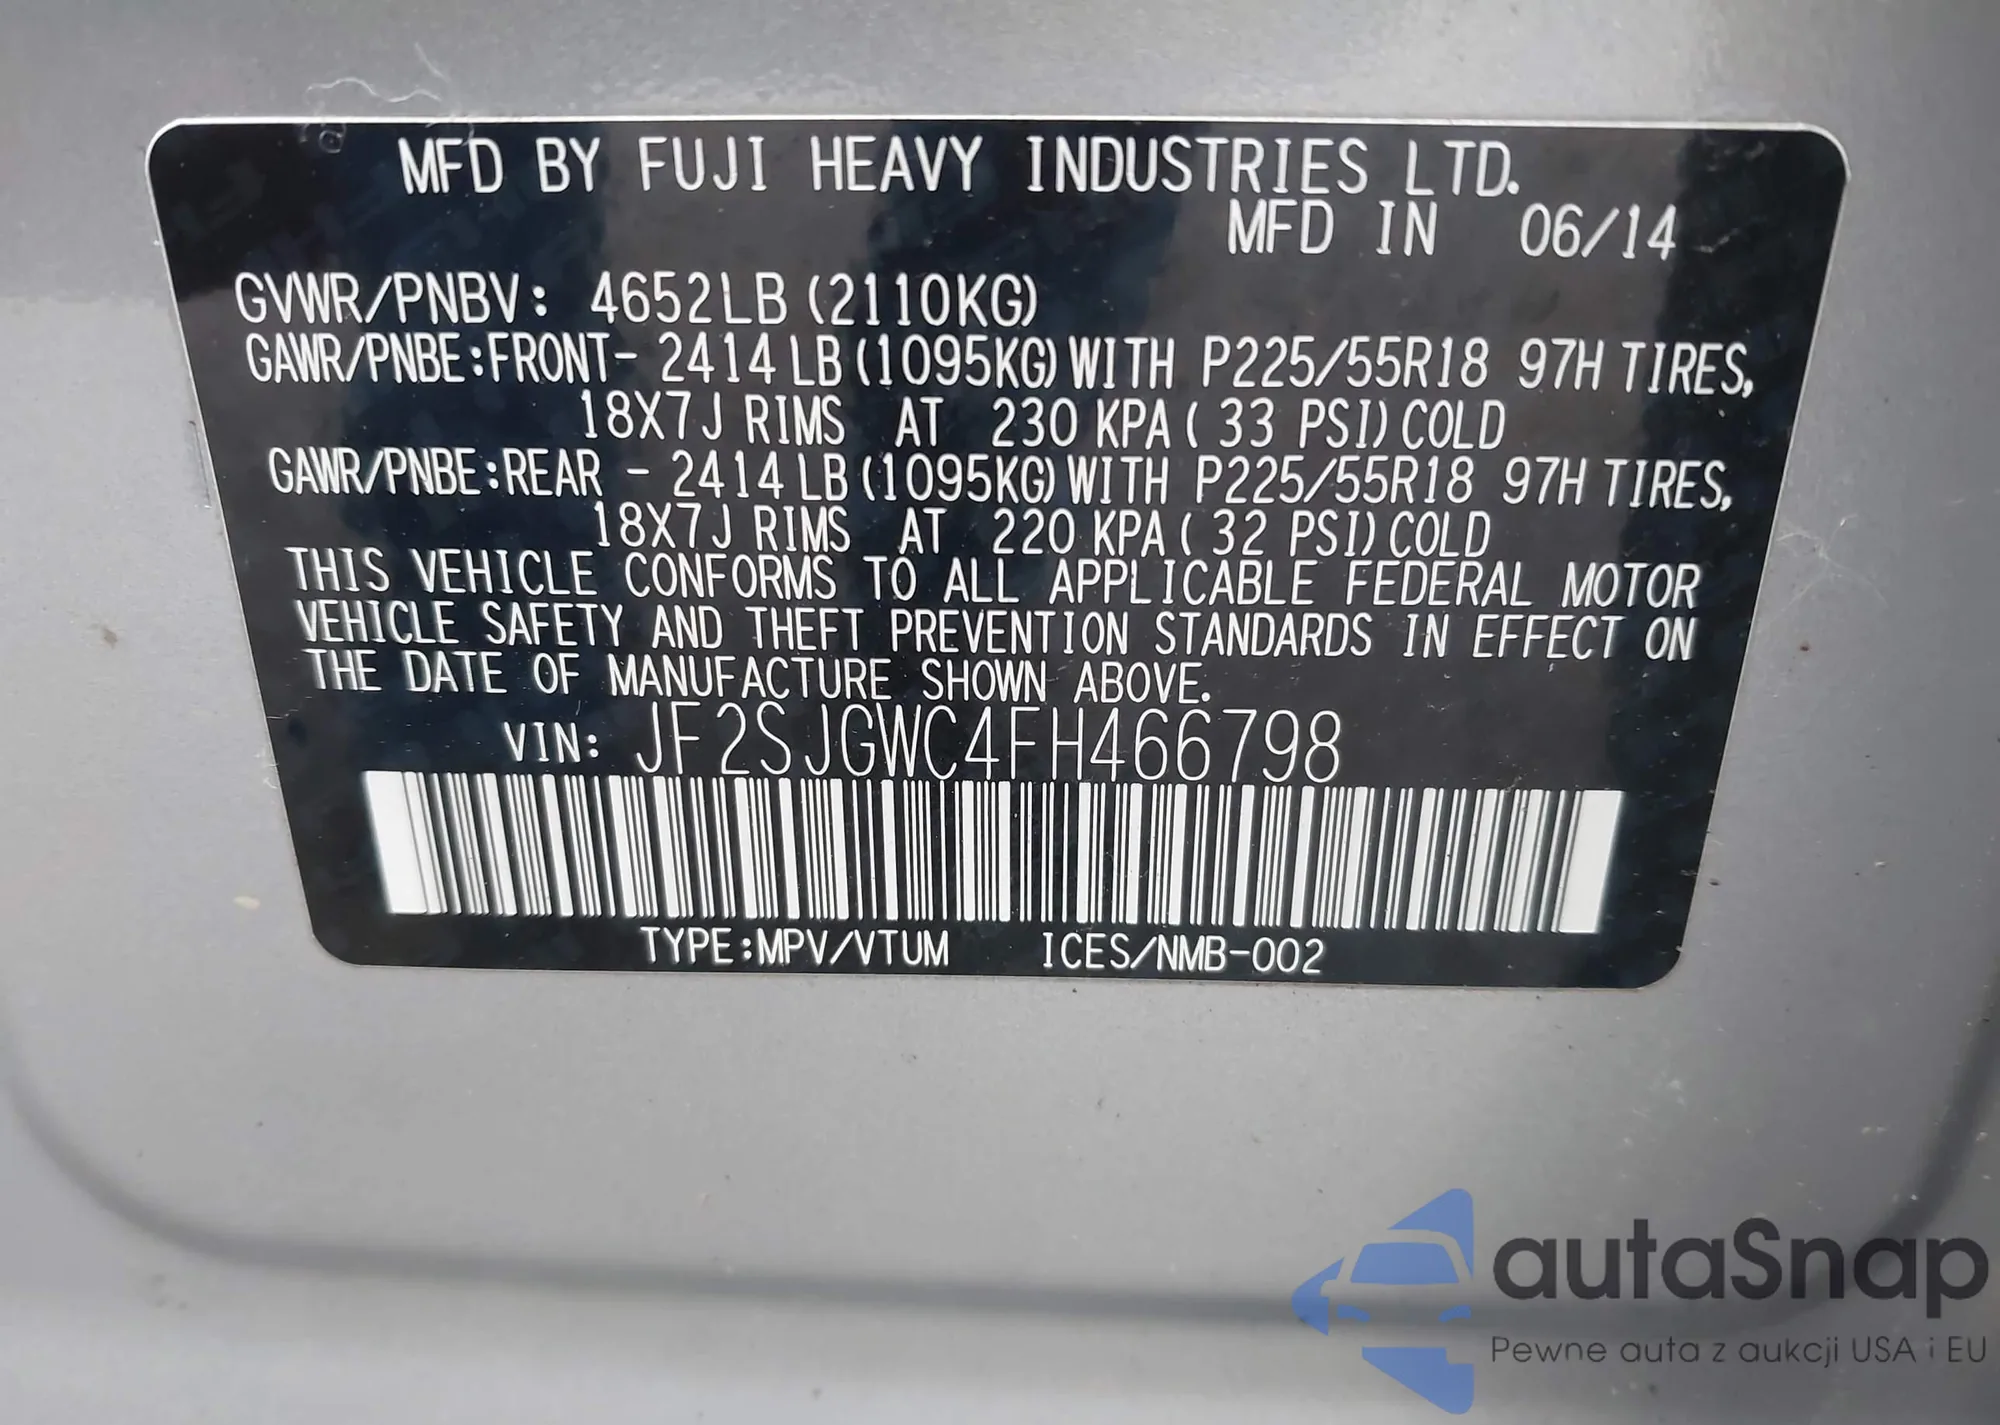 MFD BY FUJI HEAVY INDUSTRIES LTD.
MFD IN 06/14
GVWR/PNBV: 4652LB (2110KG)
GAWR/PNBE:FRONT- 2414LB (1095KG) WITH P225/55R18 97H TIRES,
18X7J RIMS AT 230 KPA ( 33 PSI) COLD
GAWR/PNBE:REAR - 2414LB (1095KG) WITH P225/55R18 97H TIRES,
18X7J RIMS AT 220 KPA ( 32 PSI) COLD
THIS VEHICLE CONFORMS TO ALL APPLICABLE FEDERAL MOTOR
VEHICLE SAFETY AND THEFT PREVENTION STANDARDS IN EFFECT ON
THE DATE OF MANUFACTURE SHOWN ABOVE.
VIN: JF2SJGWC4FH466798
TYPE:MPV/VTUM ICES/NMB-002
autaSnap
Pewne auta z aukcji USA i EU